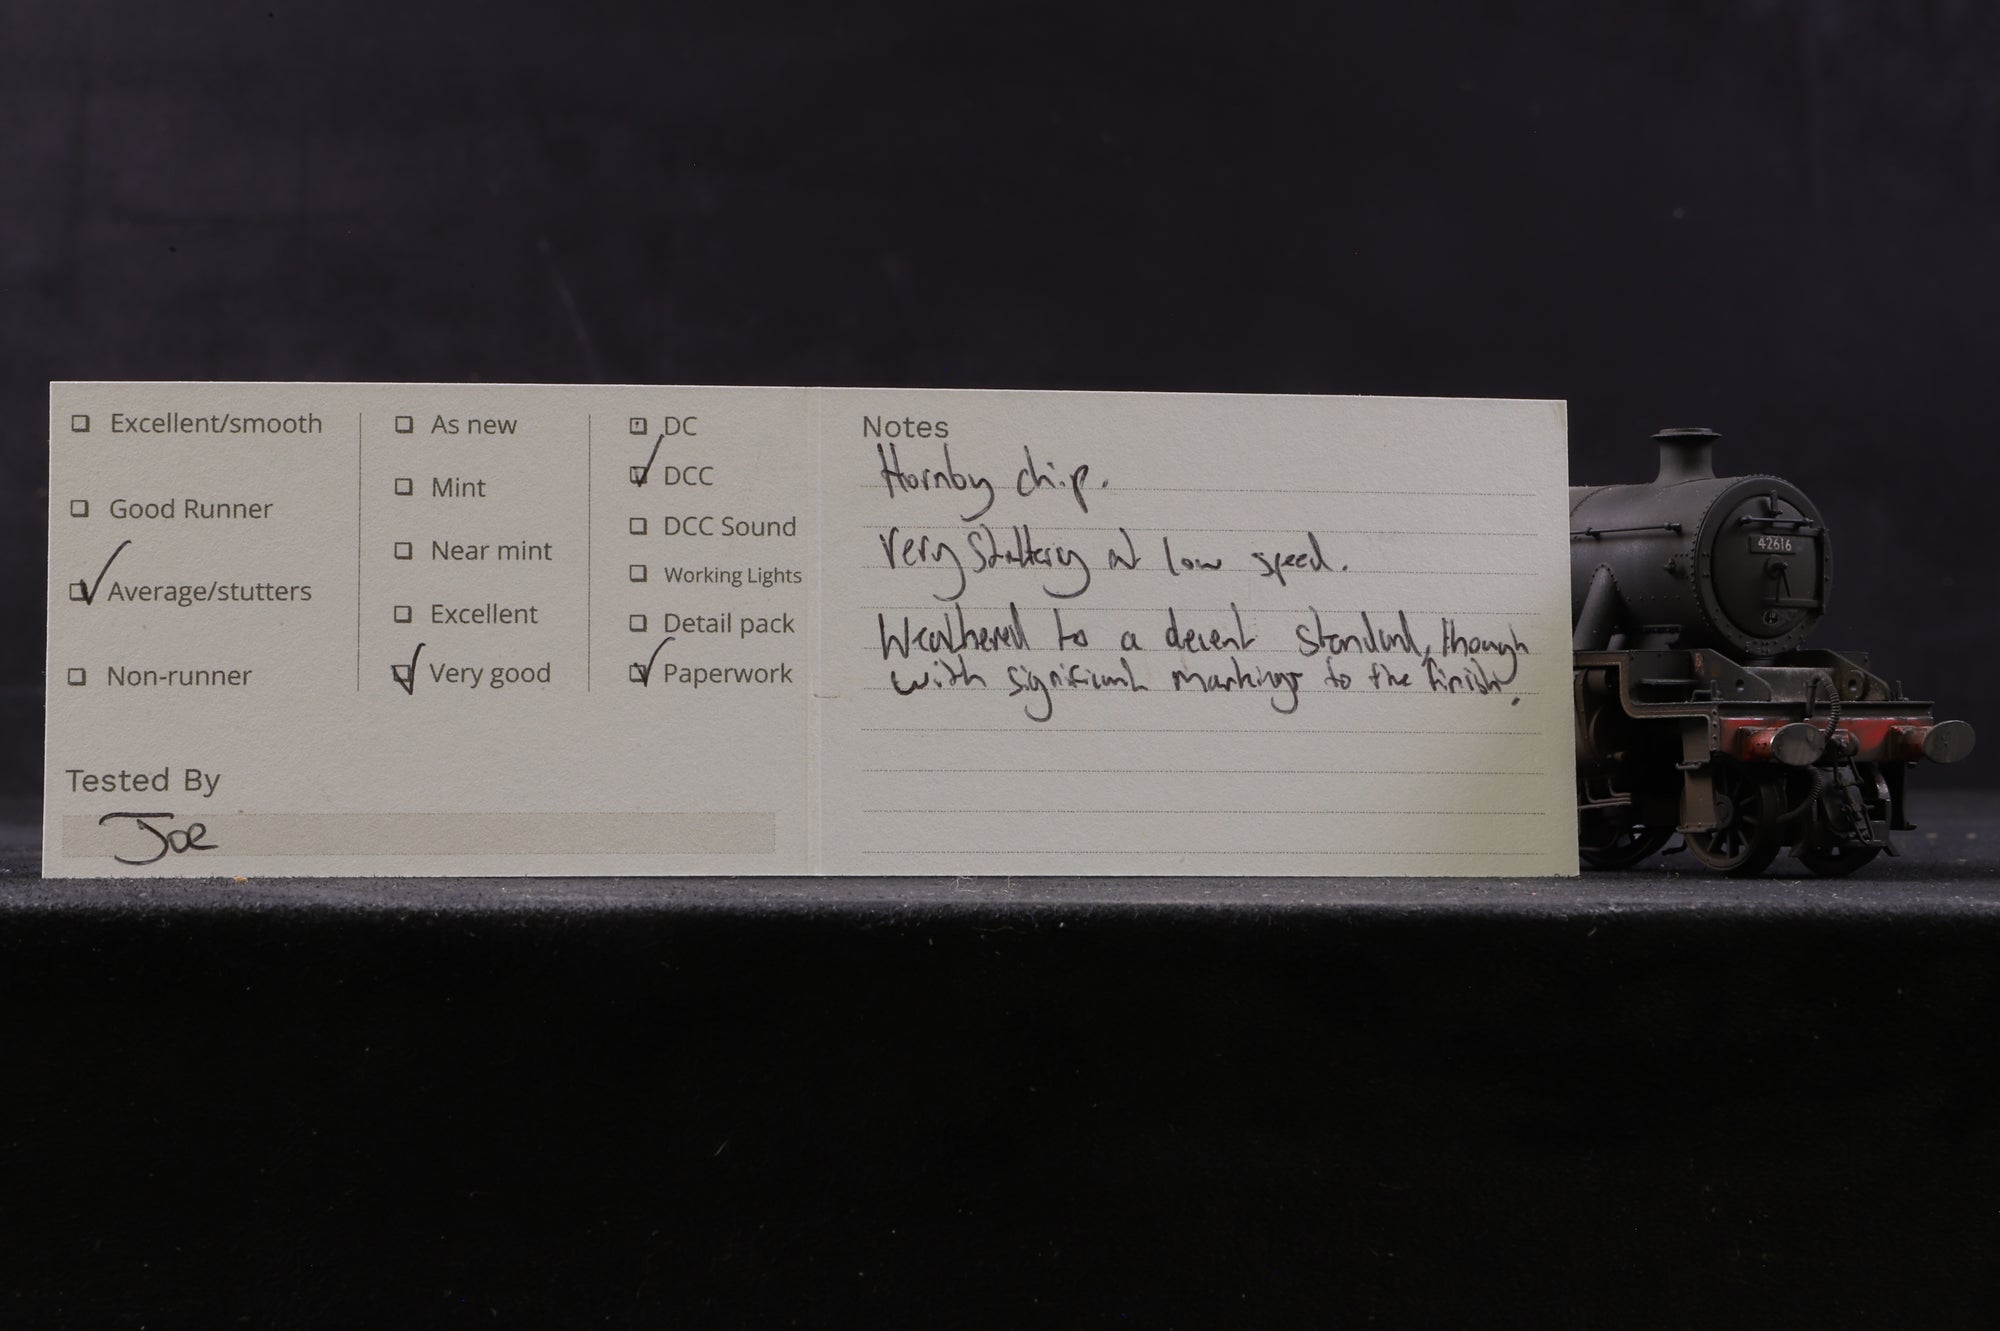 Excellent/smooth
Good Runner
Average/stutters
Non-runner
As new
Mint
Near mint
Excellent
Very good
DC
DCC
DCC Sound
Working Lights
Detail pack
Paperwork
Tested By
Joe
Notes
Hornby chip.
Very stuttery at low speed.
Weathered to a decent standard, though
with significant markings to the finish.
42616